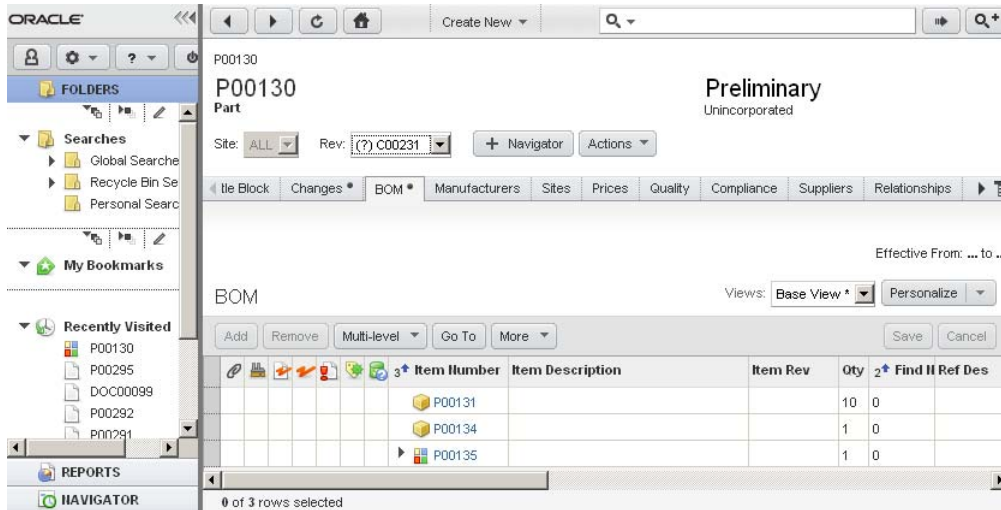 ORACLE
Create New
FOLDERS
Searches
Global Searche
Recycle Bin Se
Personal Searc
My Bookmarks
Recently Visited
P00130
P00295
DOC00099
P00292
P00291
REPORTS
NAVIGATOR
P00130
P00130
Part
Preliminary
Unincorporated
Site: ALL Rev: (?) C00231 + Navigator Actions
tle Block Changes • BOM • Manufacturers Sites Prices Quality Compliance Suppliers Relationships
Effective From: ... to ..
BOM
Views: Base View * Personalize
Add Remove Multi-level Go To More Save Cancel
3 Item Number Item Description Item Rev Qty 2 Find N Ref Des
P00131 10 0
P00134 1 0
P00135 1 0
0 of 3 rows selected